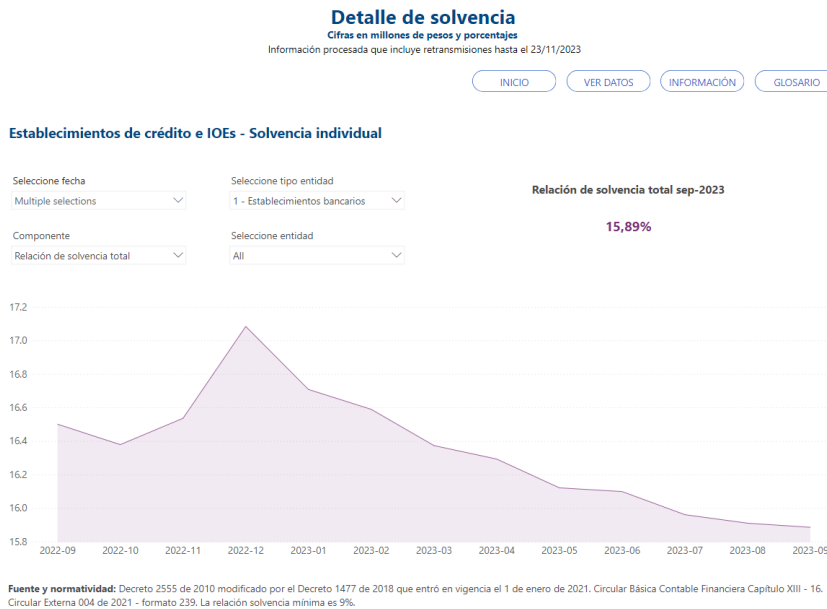 Detalle de solvencia
Cifras en millones de pesos y porcentajes
Información procesada que incluye retransmisiones hasta el 23/11/2023
INICIO
VER DATOS
INFORMACIÓN
GLOSARIO
Establecimientos de crédito e IOEs - Solvencia individual
Seleccione fecha
Multiple selections
Seleccione tipo entidad
1 - Establecimientos bancarios
Componente
Relación de solvencia total
Seleccione entidad
All
Relación de solvencia total sep-2023
15,89%
17.2
17.0
16.8
16.6
16.4
16.2
16.0
15.8
2022-09
2022-10
2022-11
2022-12
2023-01
2023-02
2023-03
2023-04
2023-05
2023-06
2023-07
2023-08
2023-09
Fuente y normatividad: Decreto 2555 de 2010 modificado por el Decreto 1477 de 2018 que entró en vigencia el 1 de enero de 2021. Circular Básica Contable Financiera Capítulo XIII - 16.
Circular Externa 004 de 2021 - formato 239. La relación solvencia mínima es 9%.